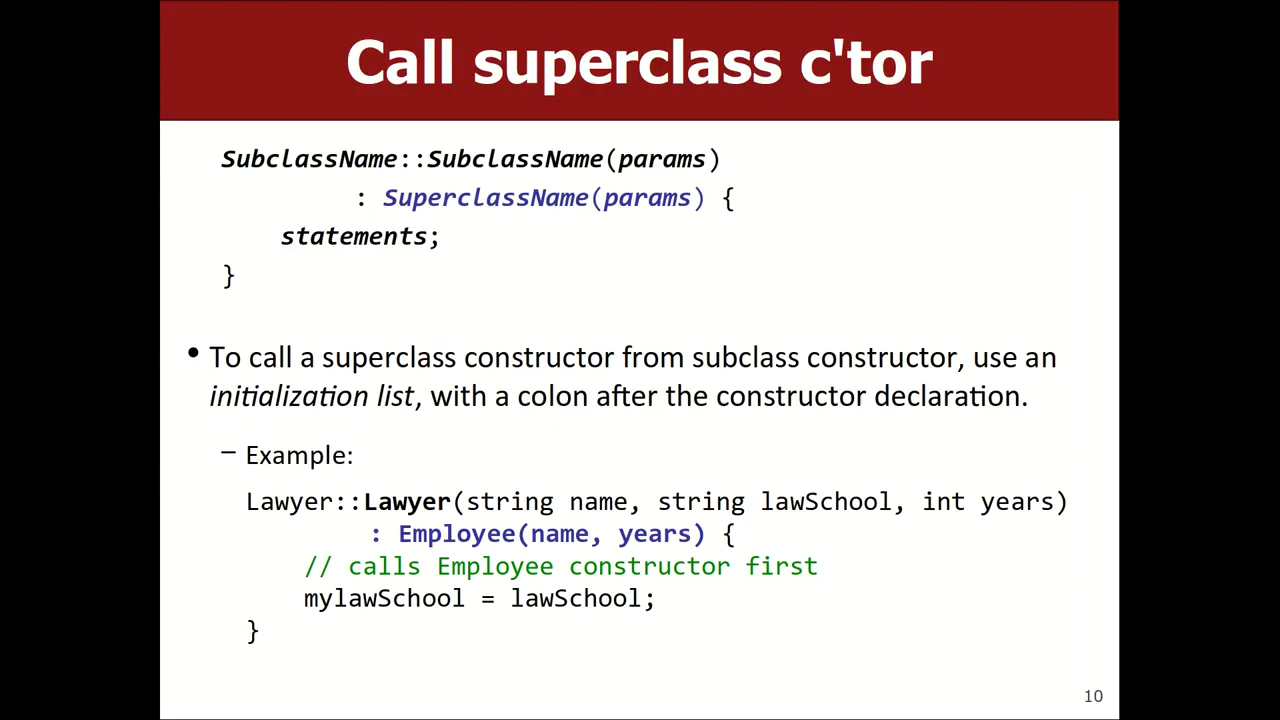 Call superclass c'tor
SubclassName::SubclassName(params)
: SuperclassName(params) {
statements;
}
• To call a superclass constructor from subclass constructor, use an
initialization list, with a colon after the constructor declaration.
– Example:
Lawyer::Lawyer(string name, string lawSchool, int years)
: Employee(name, years) {
// calls Employee constructor first
mylawSchool = lawSchool;
}
10